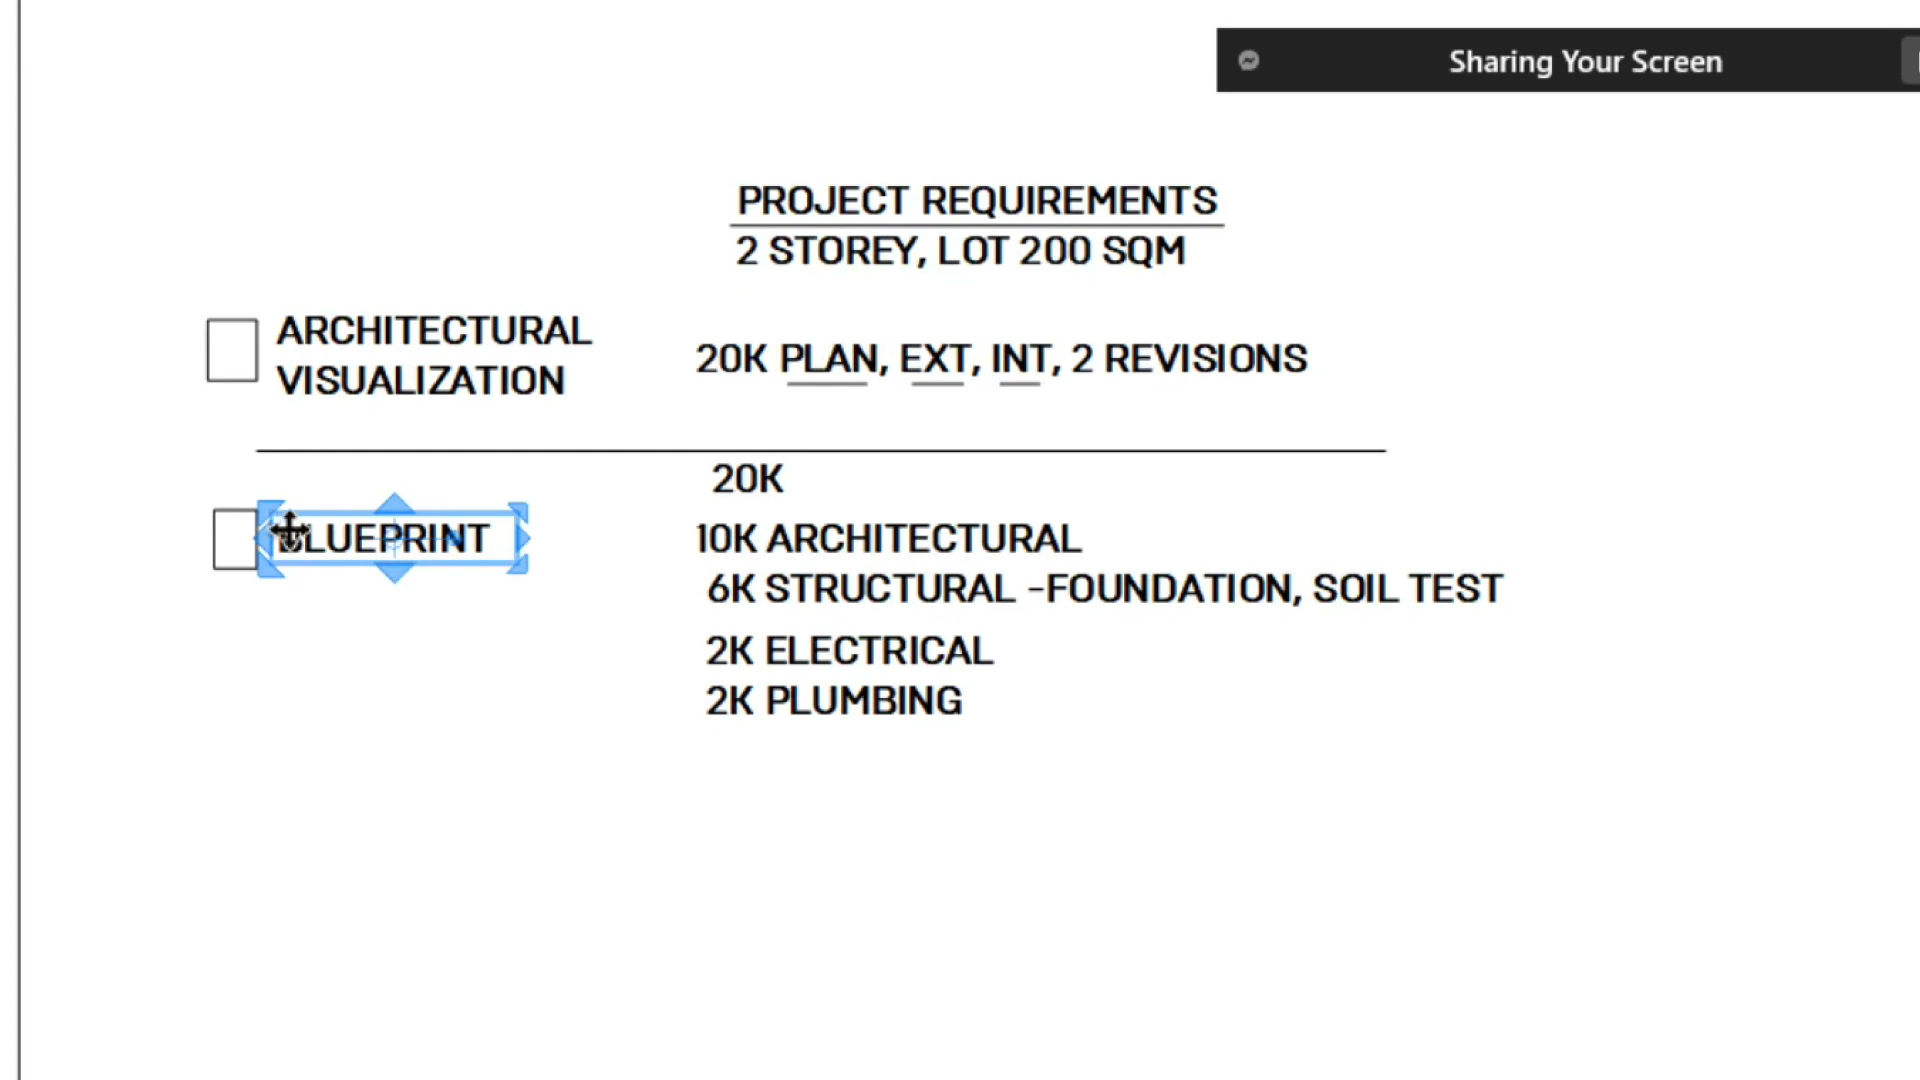 Sharing Your Screen
PROJECT REQUIREMENTS
2 STOREY, LOT 200 SQM
ARCHITECTURAL
VISUALIZATION
20K PLAN, EXT, INT, 2 REVISIONS
20K
BLUEPRINT
10K ARCHITECTURAL
6K STRUCTURAL -FOUNDATION, SOIL TEST
2K ELECTRICAL
2K PLUMBING